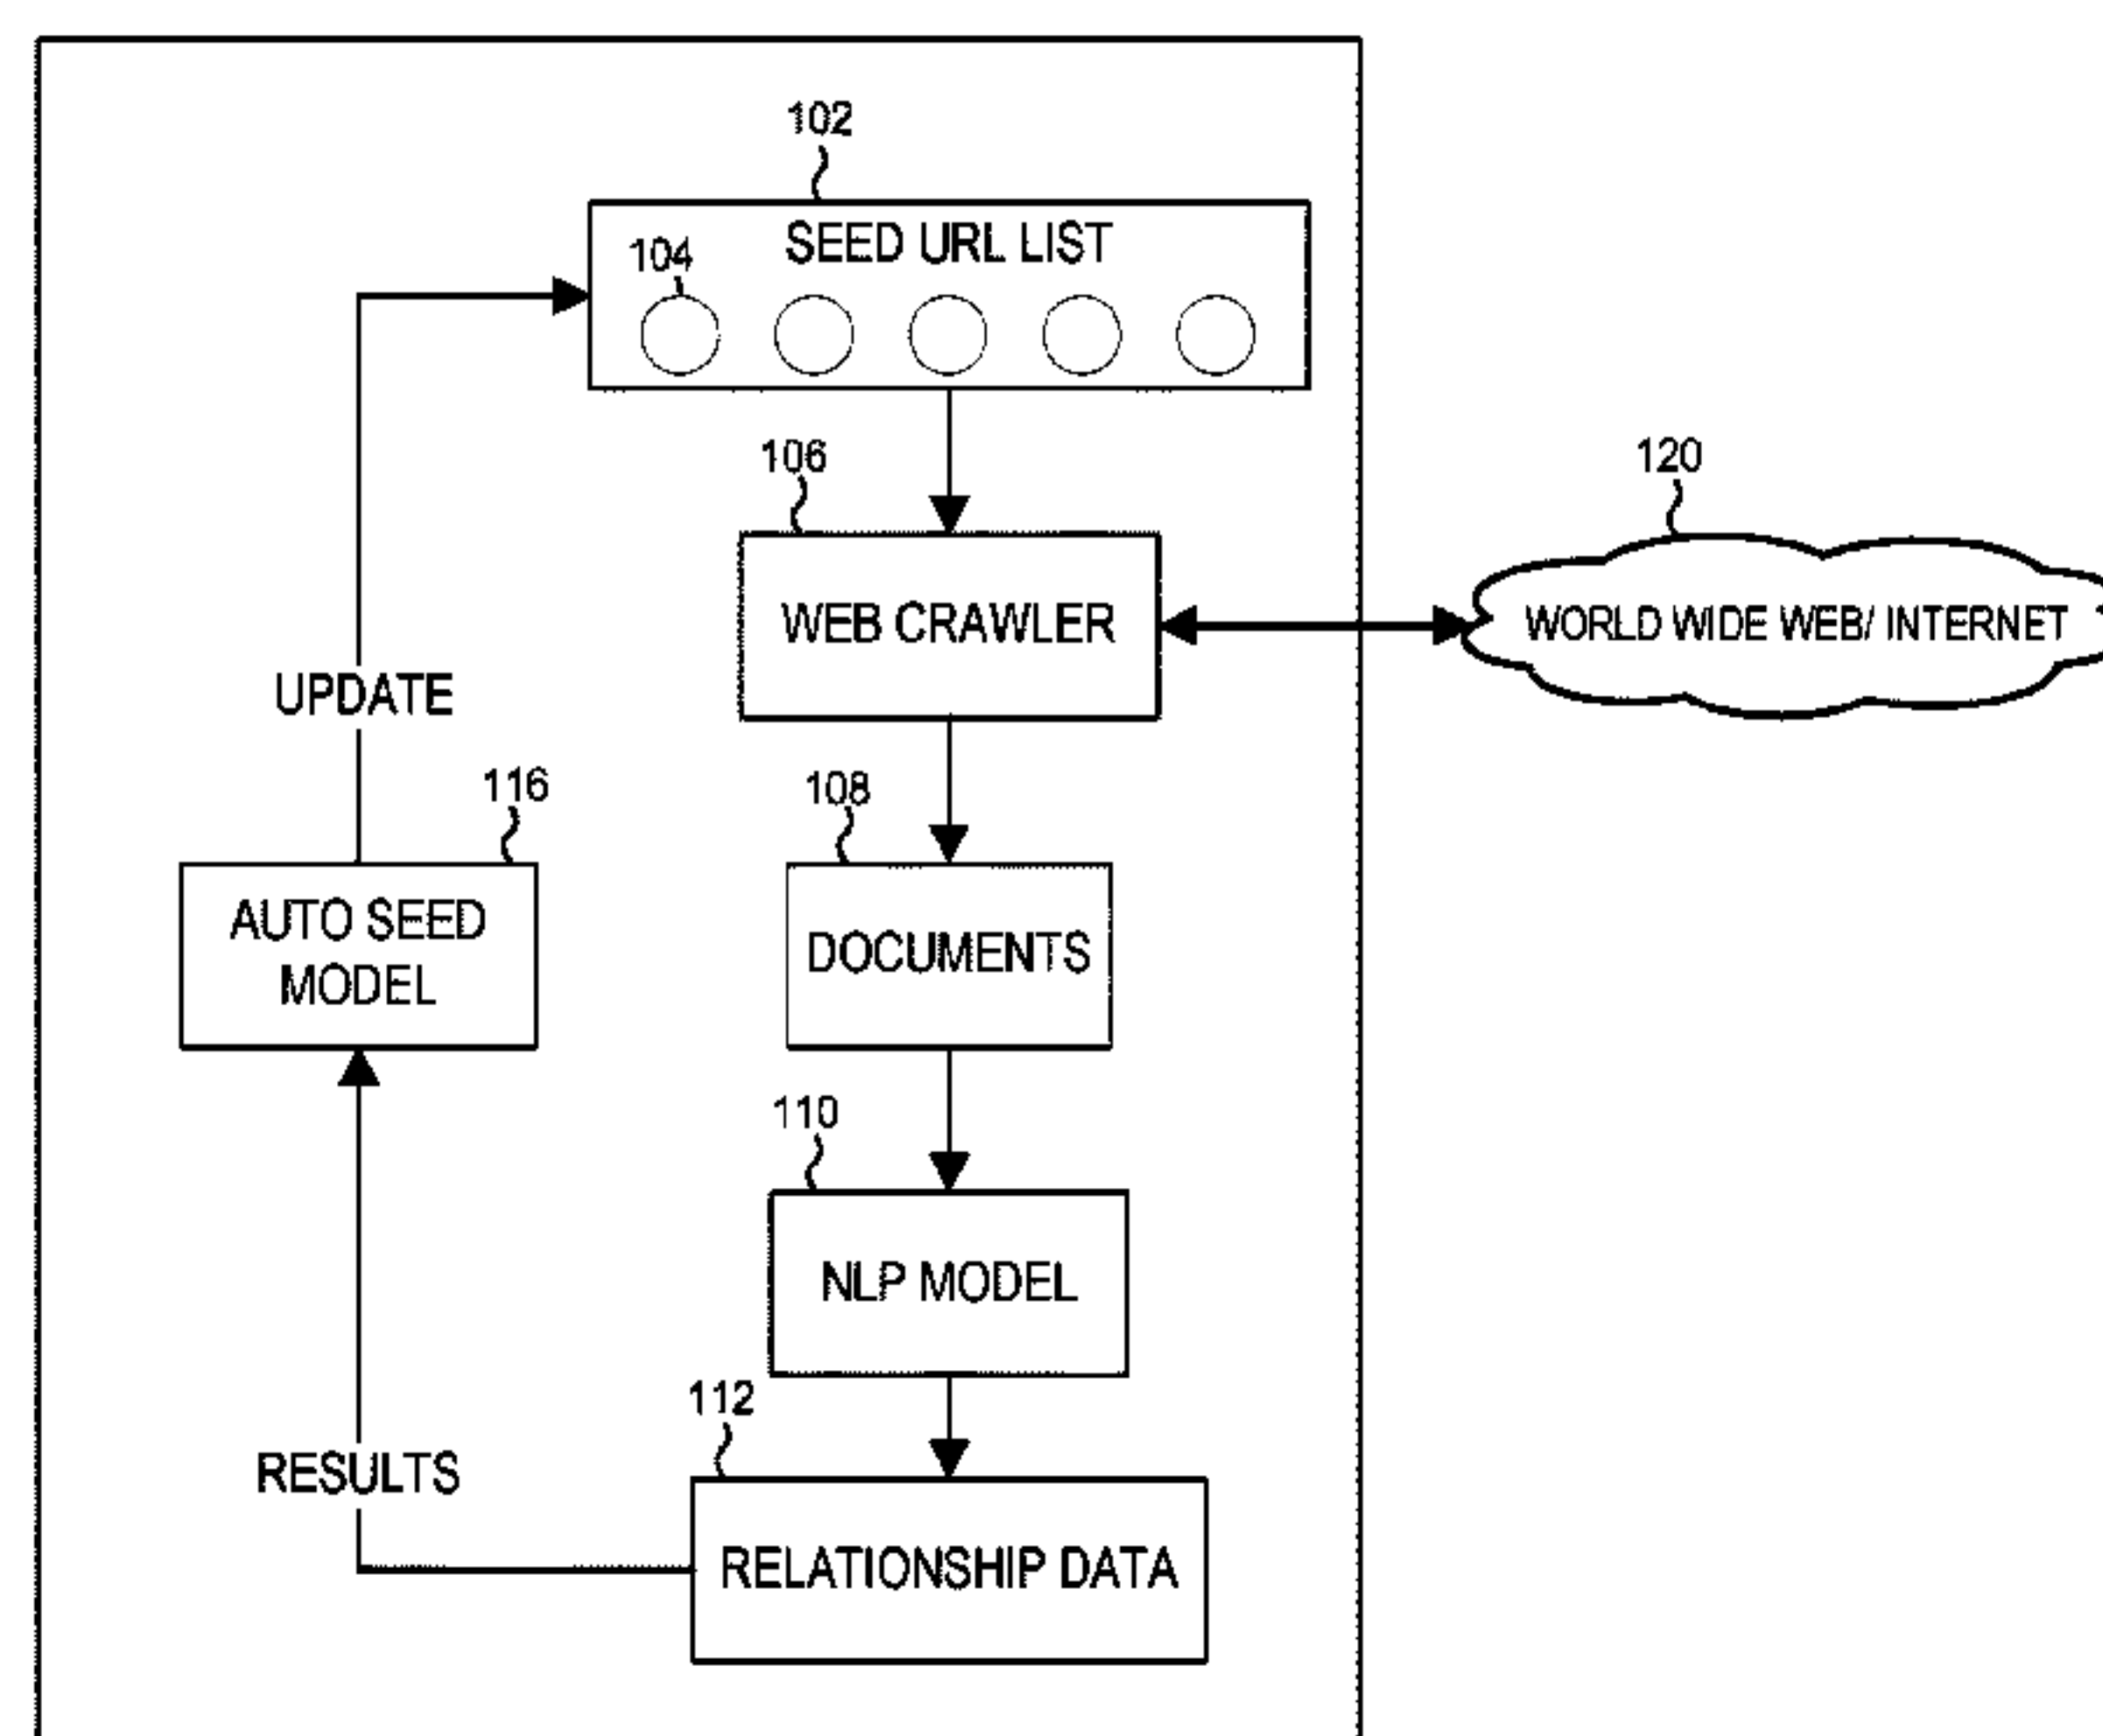 102
SEED URL LIST
104
106
120
WEB CRAWLER
WORLD WIDE WEB/ INTERNET
UPDATE
116
108
AUTO SEED
MODEL
DOCUMENTS
110
NLP MODEL
112
RESULTS
RELATIONSHIP DATA